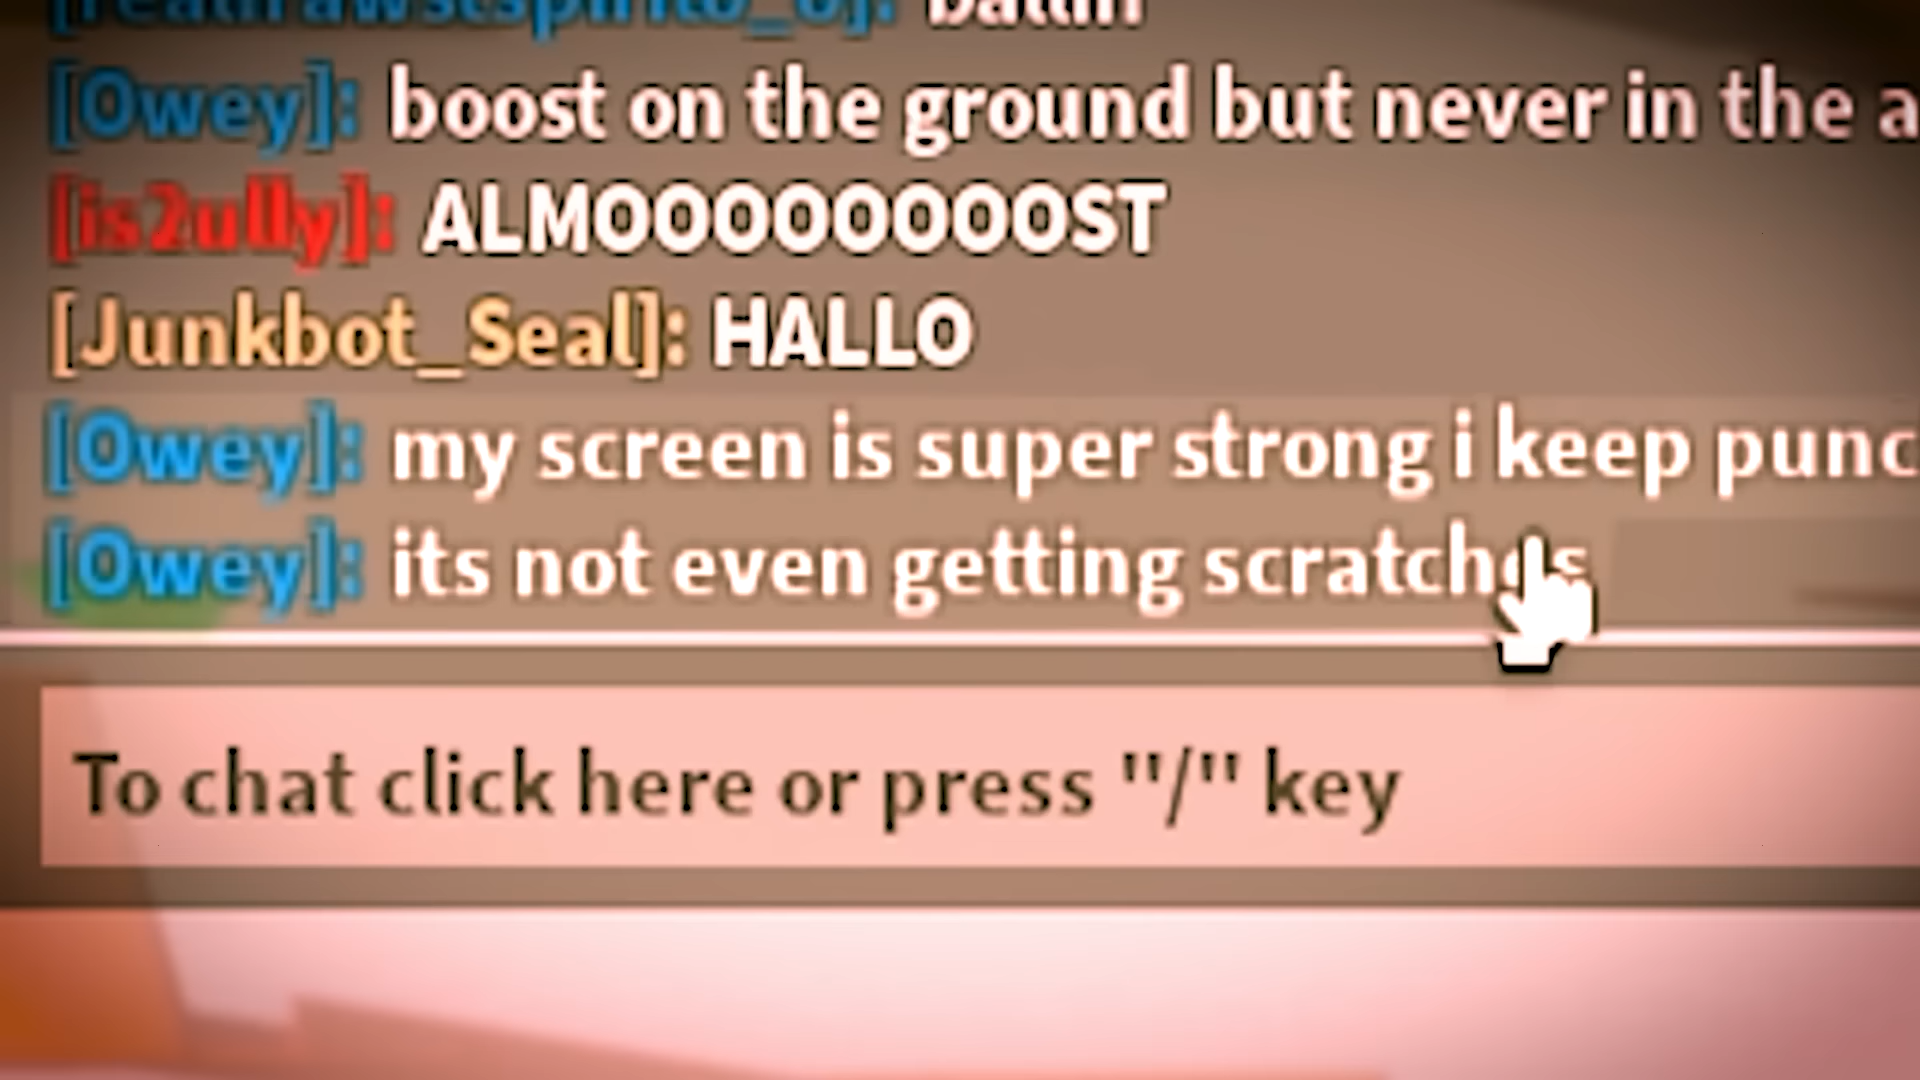 [Owey]: boost on the ground but never in the a
[is2ully]: ALMOOOOOOOOOST
[Junkbot_Seal]: HALLO
[Owey]: my screen is super strong i keep punc
[Owey]: its not even getting scratches
To chat click here or press "/" key